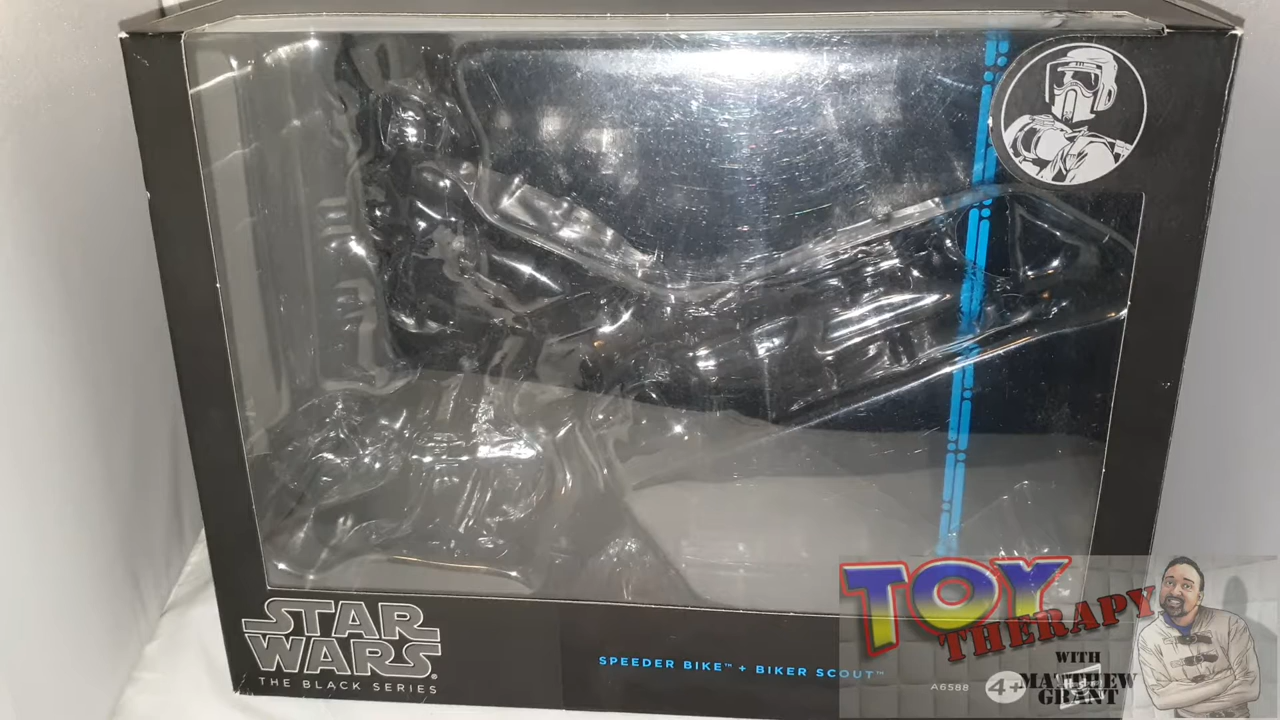 STAR
WARS®
THE BLACK SERIES
SPEEDER BIKE™ + BIKER SCOUT™
A6588
4+
TOY
THERAPY
WITH
MATTHEW
GRANT